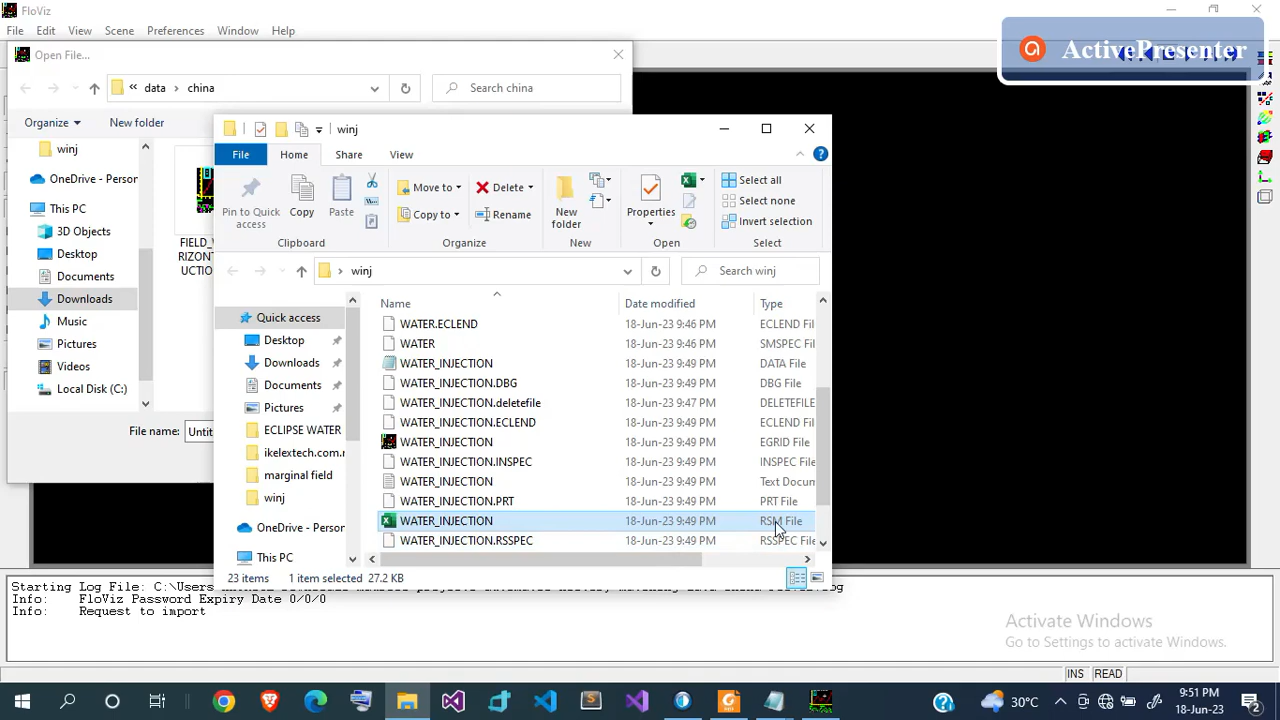 FloViz
File Edit View Scene Preferences Window Help
ActivePresenter
Open File...
« data › china
Search china
Organize
New folder
winj
OneDrive - Person
This PC
3D Objects
Desktop
Documents
Downloads
Music
Pictures
Videos
Local Disk (C:)
FIELD_
RIZONT
UCTIO
File name: Untit
winj
File Home Share View
Pin to Quick access
Copy
Paste
Clipboard
Move to
Copy to
Delete
Rename
Organize
New folder
New
Properties
Open
Select all
Select none
Invert selection
Select
› winj
Search winj
Quick access
Desktop
Downloads
Documents
Pictures
ECLIPSE WATER
ikelextech.com.n
marginal field
winj
OneDrive - Person
This PC
Name Date modified Type
WATER.ECLEND 18-Jun-23 9:46 PM ECLEND Fil
WATER 18-Jun-23 9:46 PM SMSPEC Fil
WATER_INJECTION 18-Jun-23 9:49 PM DATA File
WATER_INJECTION.DBG 18-Jun-23 9:49 PM DBG File
WATER_INJECTION.deletefile 18-Jun-23 9:47 PM DELETEFILE
WATER_INJECTION.ECLEND 18-Jun-23 9:49 PM ECLEND Fil
WATER_INJECTION 18-Jun-23 9:49 PM EGRID File
WATER_INJECTION.INSPEC 18-Jun-23 9:49 PM INSPEC File
WATER_INJECTION 18-Jun-23 9:49 PM Text Docum
WATER_INJECTION.PRT 18-Jun-23 9:49 PM PRT File
WATER_INJECTION 18-Jun-23 9:49 PM RSM File
WATER_INJECTION.RSSPEC 18-Jun-23 9:49 PM RSSPEC File
23 items 1 item selected 27.2 KB
Starting Log File: C:\Users
Info: FloViz Password Expiry Date 0/0/0
Info: Request to import
Activate Windows
Go to Settings to activate Windows.
INS READ
30°C
9:51 PM
18-Jun-23
2